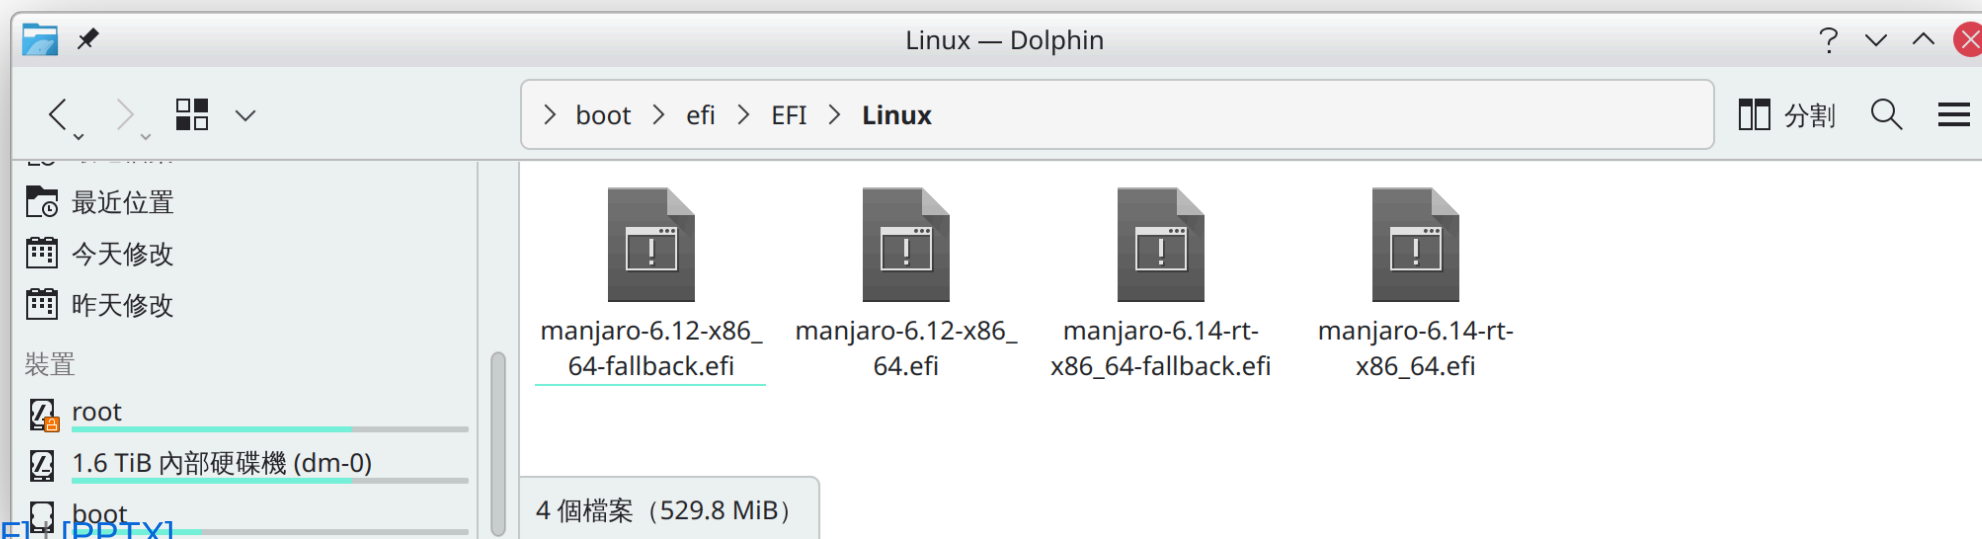 Linux — Dolphin
boot > efi > EFI > Linux
分割
最近位置
今天修改
昨天修改
裝置
root
1.6 TiB 內部硬碟機 (dm-0)
boot
[PPTX]
manjaro-6.12-x86_
64-fallback.efi
manjaro-6.12-x86_
64.efi
manjaro-6.14-rt-
x86_64-fallback.efi
manjaro-6.14-rt-
x86_64.efi
4 個檔案（529.8 MiB）